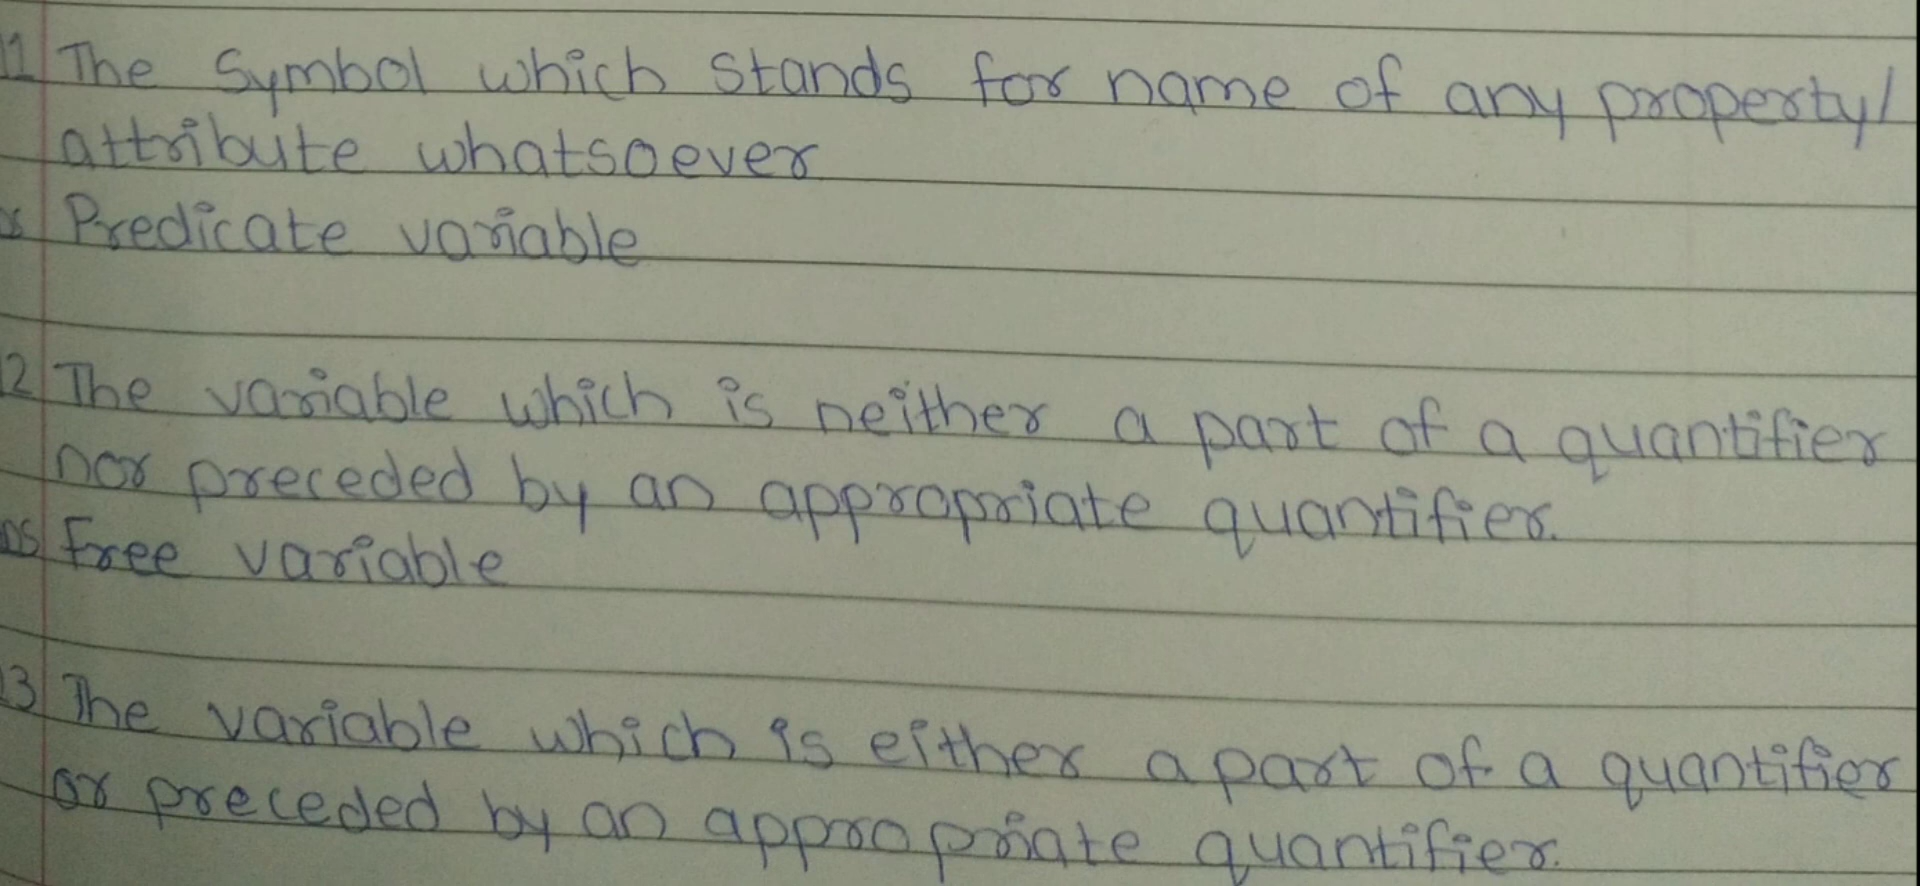 11 The Symbol which stands for name of any property/
attribute whatsoever
Predicate variable
12 The variable which is neither a part of a quantifier
nor preceded by an appropriate quantifier.
ns Free variable
13 The variable which is either a part of a quantifier
or preceded by an appropriate quantifier.